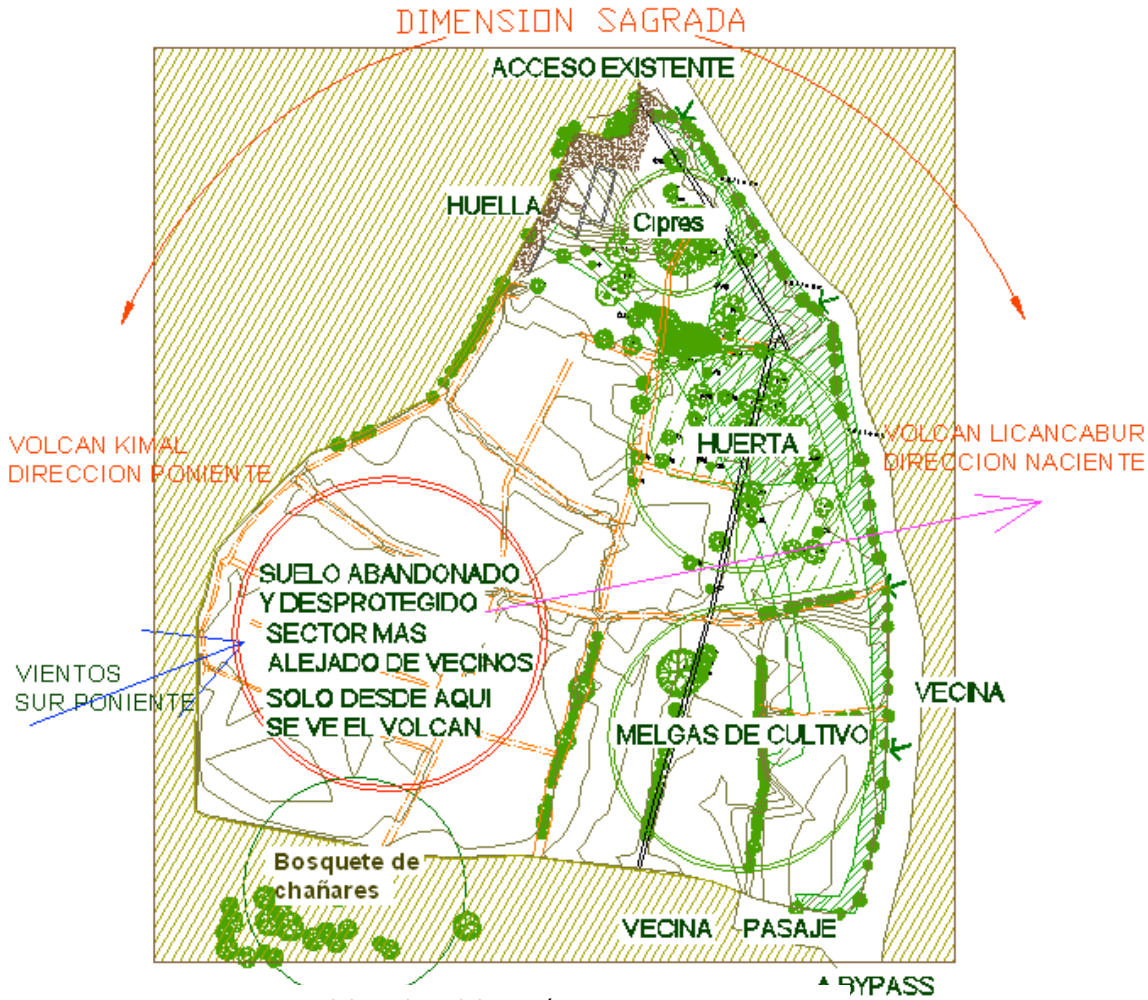 DIMENSION SAGRADA
ACCESO EXISTENTE
HUELLA
Cipres
VOLCAN KIMAL
DIRECCION PONIENTE
HUERTA
VOLCAN LICANCABUR
DIRECCION NACIENTE
SUELO ABANDONADO
Y DESPROTEGIDO
SECTOR MAS
ALEJADO DE VECINOS
SOLO DESDE AQUI
SE VE EL VOLCAN
VIENTOS
SUR PONIENTE
VECINA
MELGAS DE CULTIVO
Bosquete de
chañares
VECINA PASAJE
A BYPASS